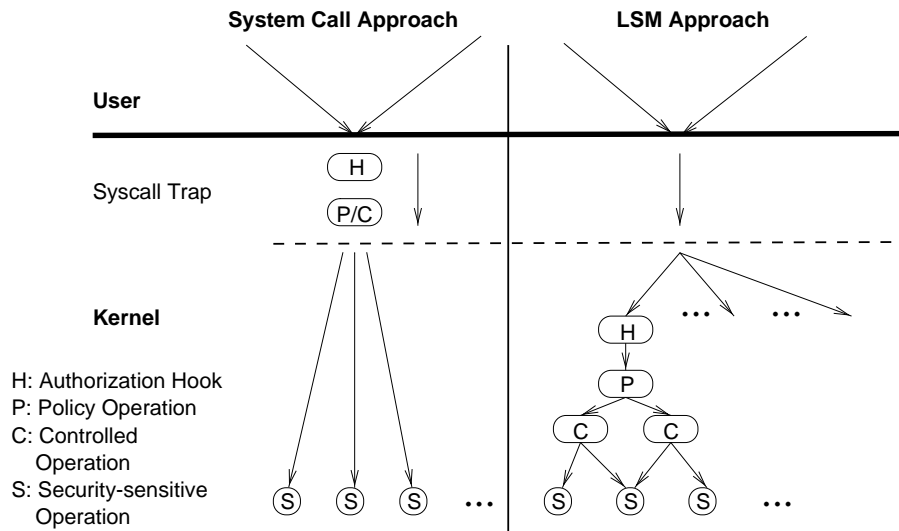 System Call Approach
LSM Approach
User
H
Syscall Trap
P/C
Kernel
... ...
H
H: Authorization Hook
P: Policy Operation
C: Controlled
Operation
S: Security-sensitive
Operation
P
C C
S S S ...
S S S ...